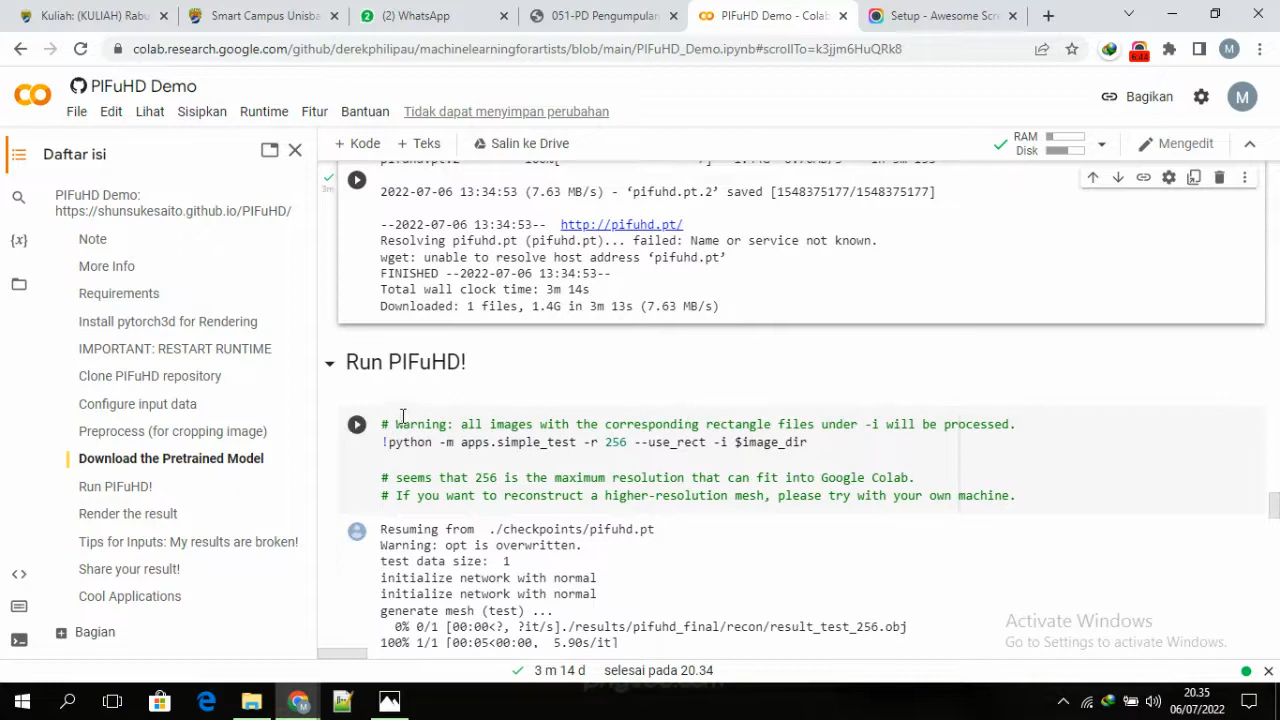 Kuliah: (KULIAH) Rabu
Smart Campus Unisba
(2) WhatsApp
051-PD Pengumpulan
PIFuHD Demo - Colab
Setup - Awesome Scre
colab.research.google.com/github/derekphilipau/machinelearningforartists/blob/main/PIFuHD_Demo.ipynb#scrollTo=k3jjm6HuQRk8
6:44
M
PIFuHD Demo
File Edit Lihat Sisipkan Runtime Fitur Bantuan Tidak dapat menyimpan perubahan
Bagikan
M
Daftar isi
PIFuHD Demo:
https://shunsukesaito.github.io/PIFuHD/
Note
More Info
Requirements
Install pytorch3d for Rendering
IMPORTANT: RESTART RUNTIME
Clone PIFuHD repository
Configure input data
Preprocess (for cropping image)
Download the Pretrained Model
Run PIFuHD!
Render the result
Tips for Inputs: My results are broken!
Share your result!
Cool Applications
Bagian
+ Kode + Teks Salin ke Drive
RAM
Disk
Mengedit
3m
2022-07-06 13:34:53 (7.63 MB/s) - ‘pifuhd.pt.2’ saved [1548375177/1548375177]
--2022-07-06 13:34:53-- http://pifuhd.pt/
Resolving pifuhd.pt (pifuhd.pt)... failed: Name or service not known.
wget: unable to resolve host address ‘pifuhd.pt’
FINISHED --2022-07-06 13:34:53--
Total wall clock time: 3m 14s
Downloaded: 1 files, 1.4G in 3m 13s (7.63 MB/s)
Run PIFuHD!
# Warning: all images with the corresponding rectangle files under -i will be processed.
!python -m apps.simple_test -r 256 --use_rect -i $image_dir
# seems that 256 is the maximum resolution that can fit into Google Colab.
# If you want to reconstruct a higher-resolution mesh, please try with your own machine.
Resuming from ./checkpoints/pifuhd.pt
Warning: opt is overwritten.
test data size: 1
initialize network with normal
initialize network with normal
generate mesh (test) ...
0% 0/1 [00:00<?, ?it/s]./results/pifuhd_final/recon/result_test_256.obj
100% 1/1 [00:05<00:00, 5.90s/it]
Activate Windows
Go to Settings to activate Windows.
3 m 14 d selesai pada 20.34
20.35
06/07/2022